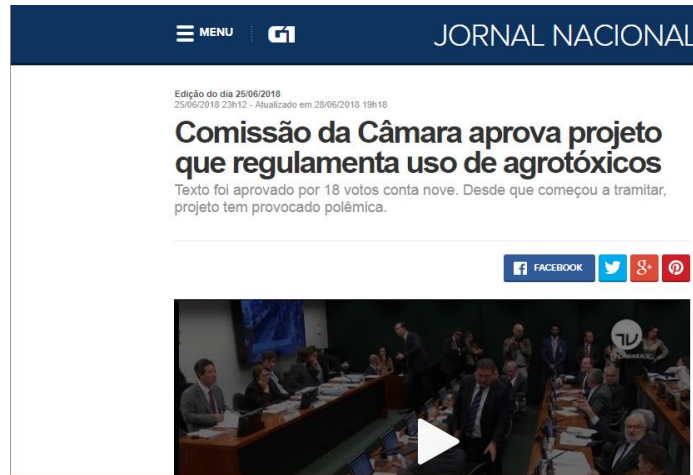 MENU G1 JORNAL NACIONAL
Edição do dia 25/06/2018
25/06/2018 23h12 - Atualizado em 28/06/2018 19h18
Comissão da Câmara aprova projeto
que regulamenta uso de agrotóxicos
Texto foi aprovado por 18 votos conta nove. Desde que começou a tramitar,
projeto tem provocado polêmica.
f FACEBOOK g+
TV CÂMARA